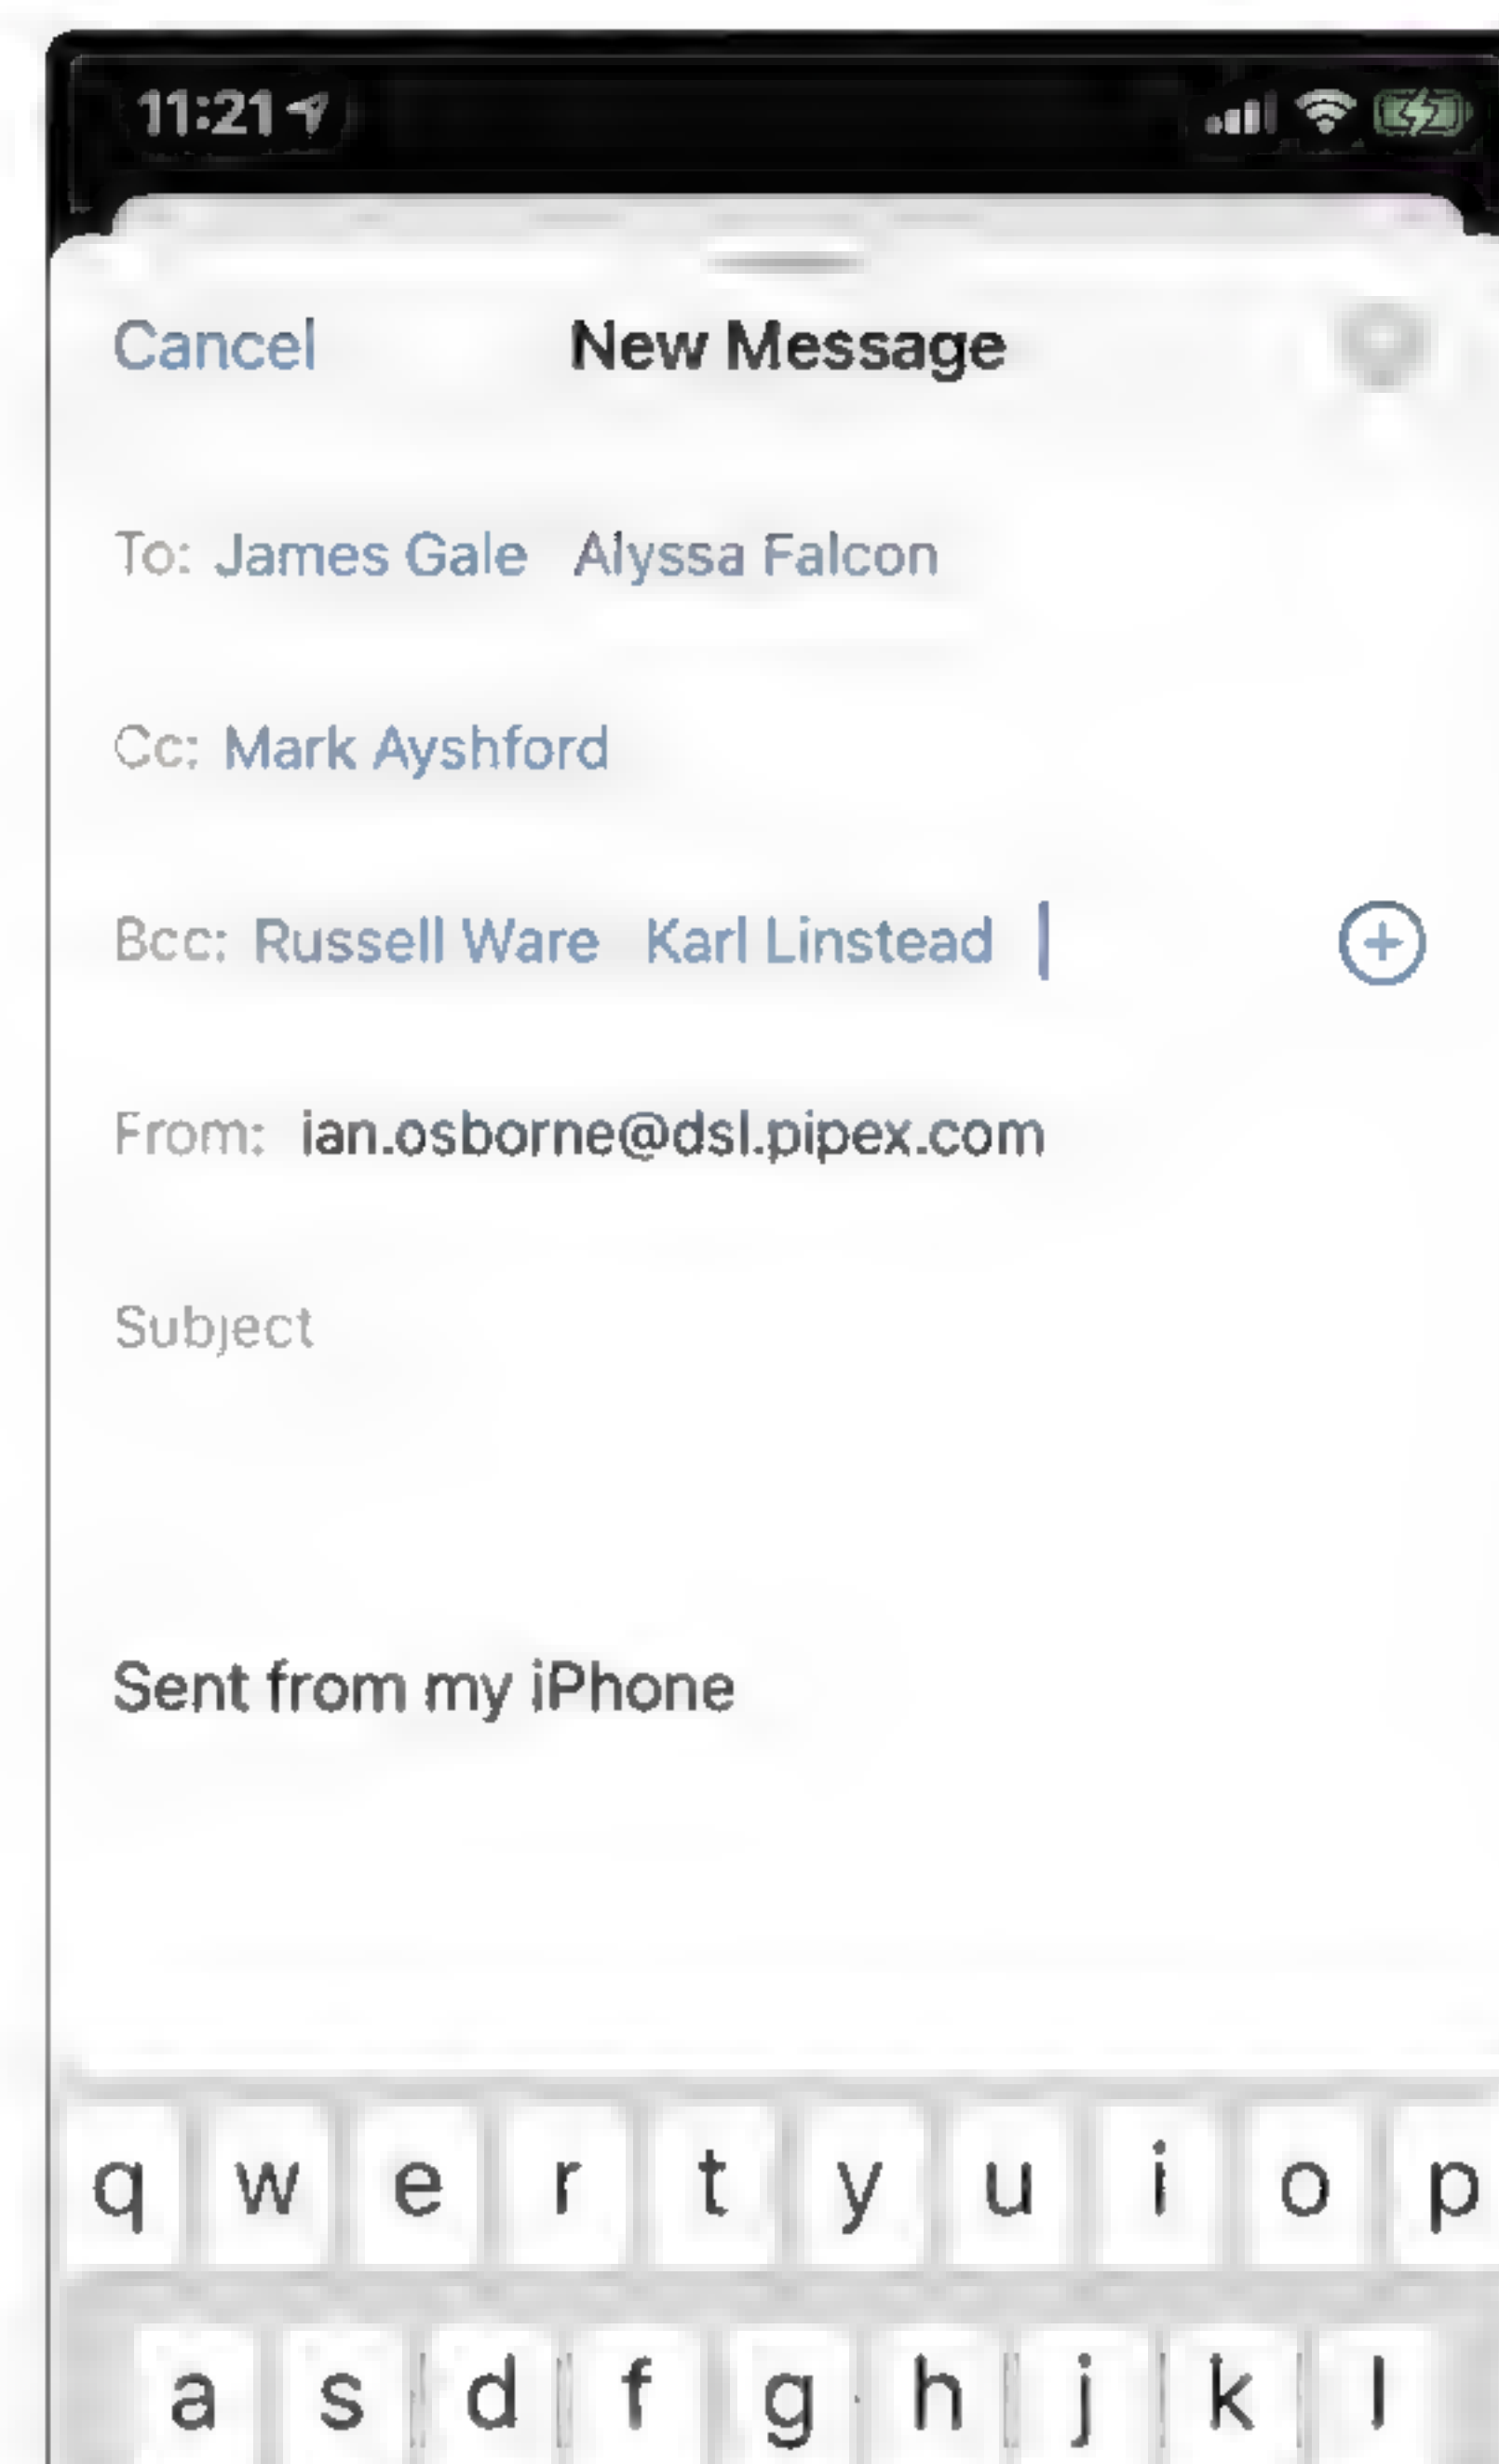 11:21
Cancel New Message
To: James Gale Alyssa Falcon
Cc: Mark Ayshford
Bcc: Russell Ware Karl Linstead
From: ian.osborne@dsl.pipex.com
Subject
Sent from my iPhone
q w e r t y u i o p
a s d f g h j k l